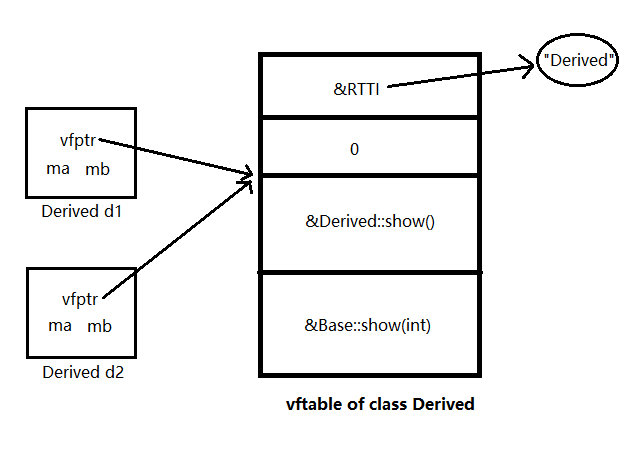 &RTTI
"Derived"
0
vfptr
ma mb
Derived d1
&Derived::show()
vfptr
ma mb
Derived d2
&Base::show(int)
vftable of class Derived